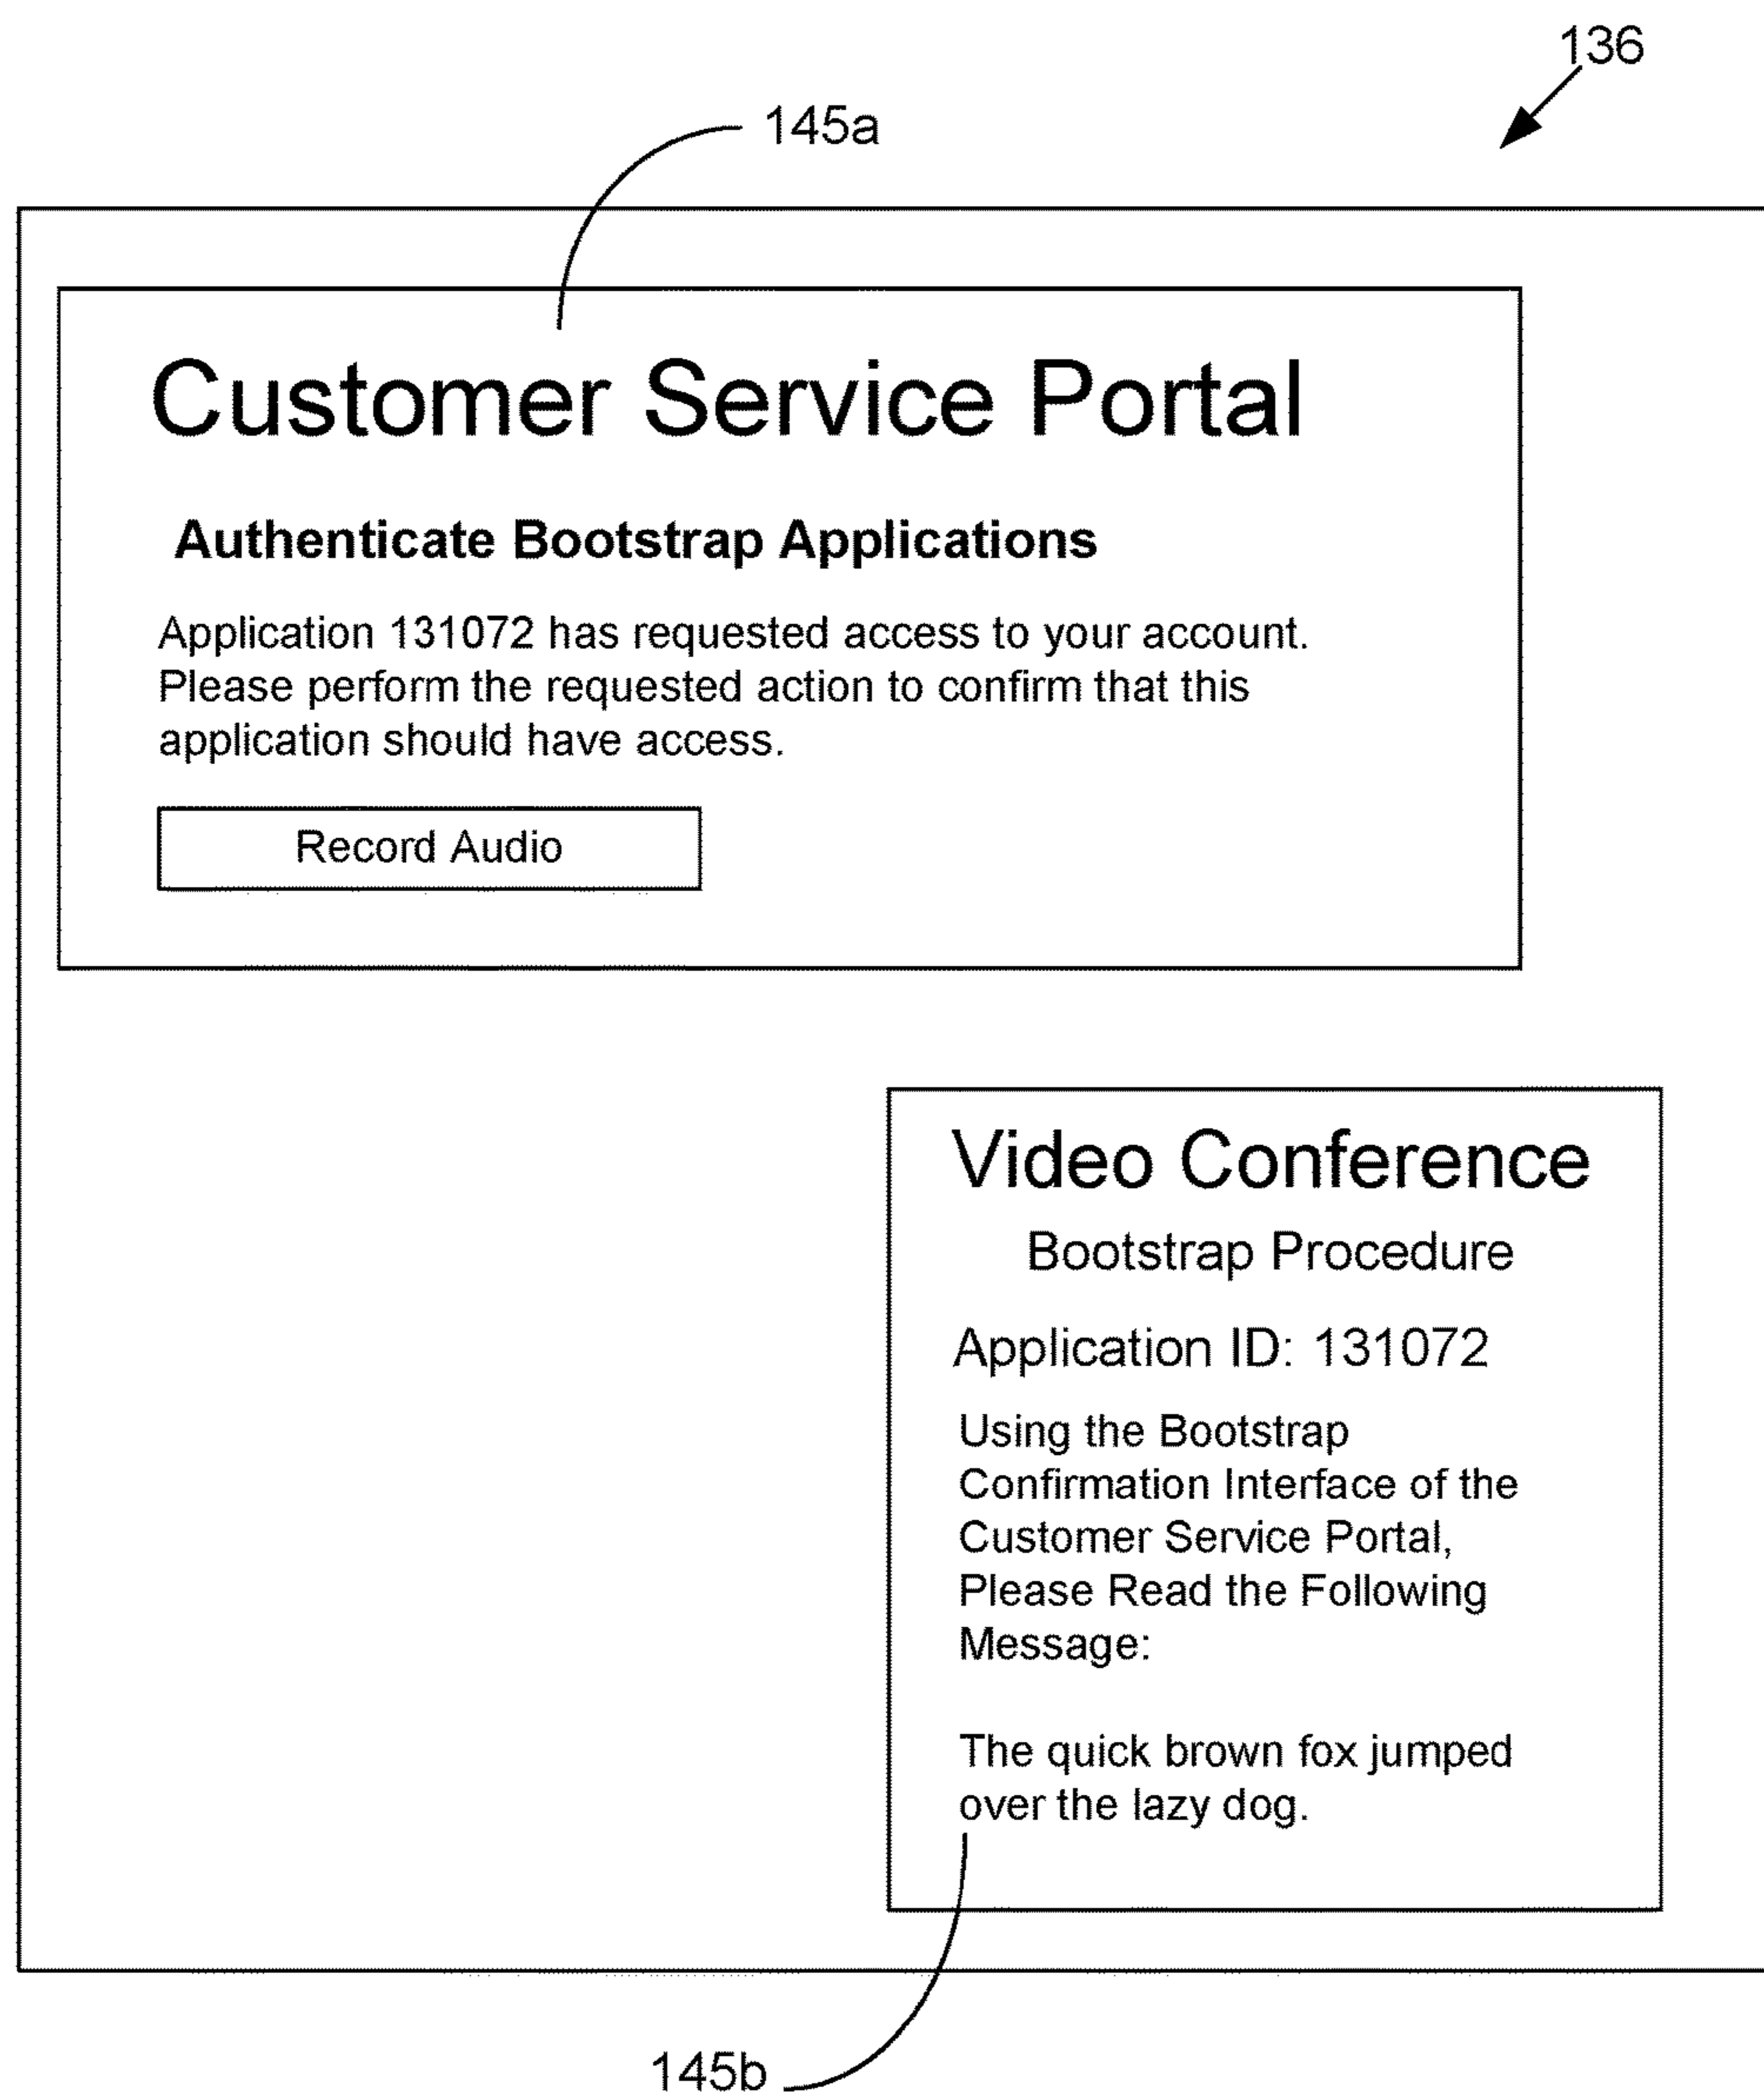 136
145a
Customer Service Portal
Authenticate Bootstrap Applications
Application 131072 has requested access to your account.
Please perform the requested action to confirm that this
application should have access.
Record Audio
Video Conference
Bootstrap Procedure
Application ID: 131072
Using the Bootstrap
Confirmation Interface of the
Customer Service Portal,
Please Read the Following
Message:
The quick brown fox jumped
over the lazy dog.
145b